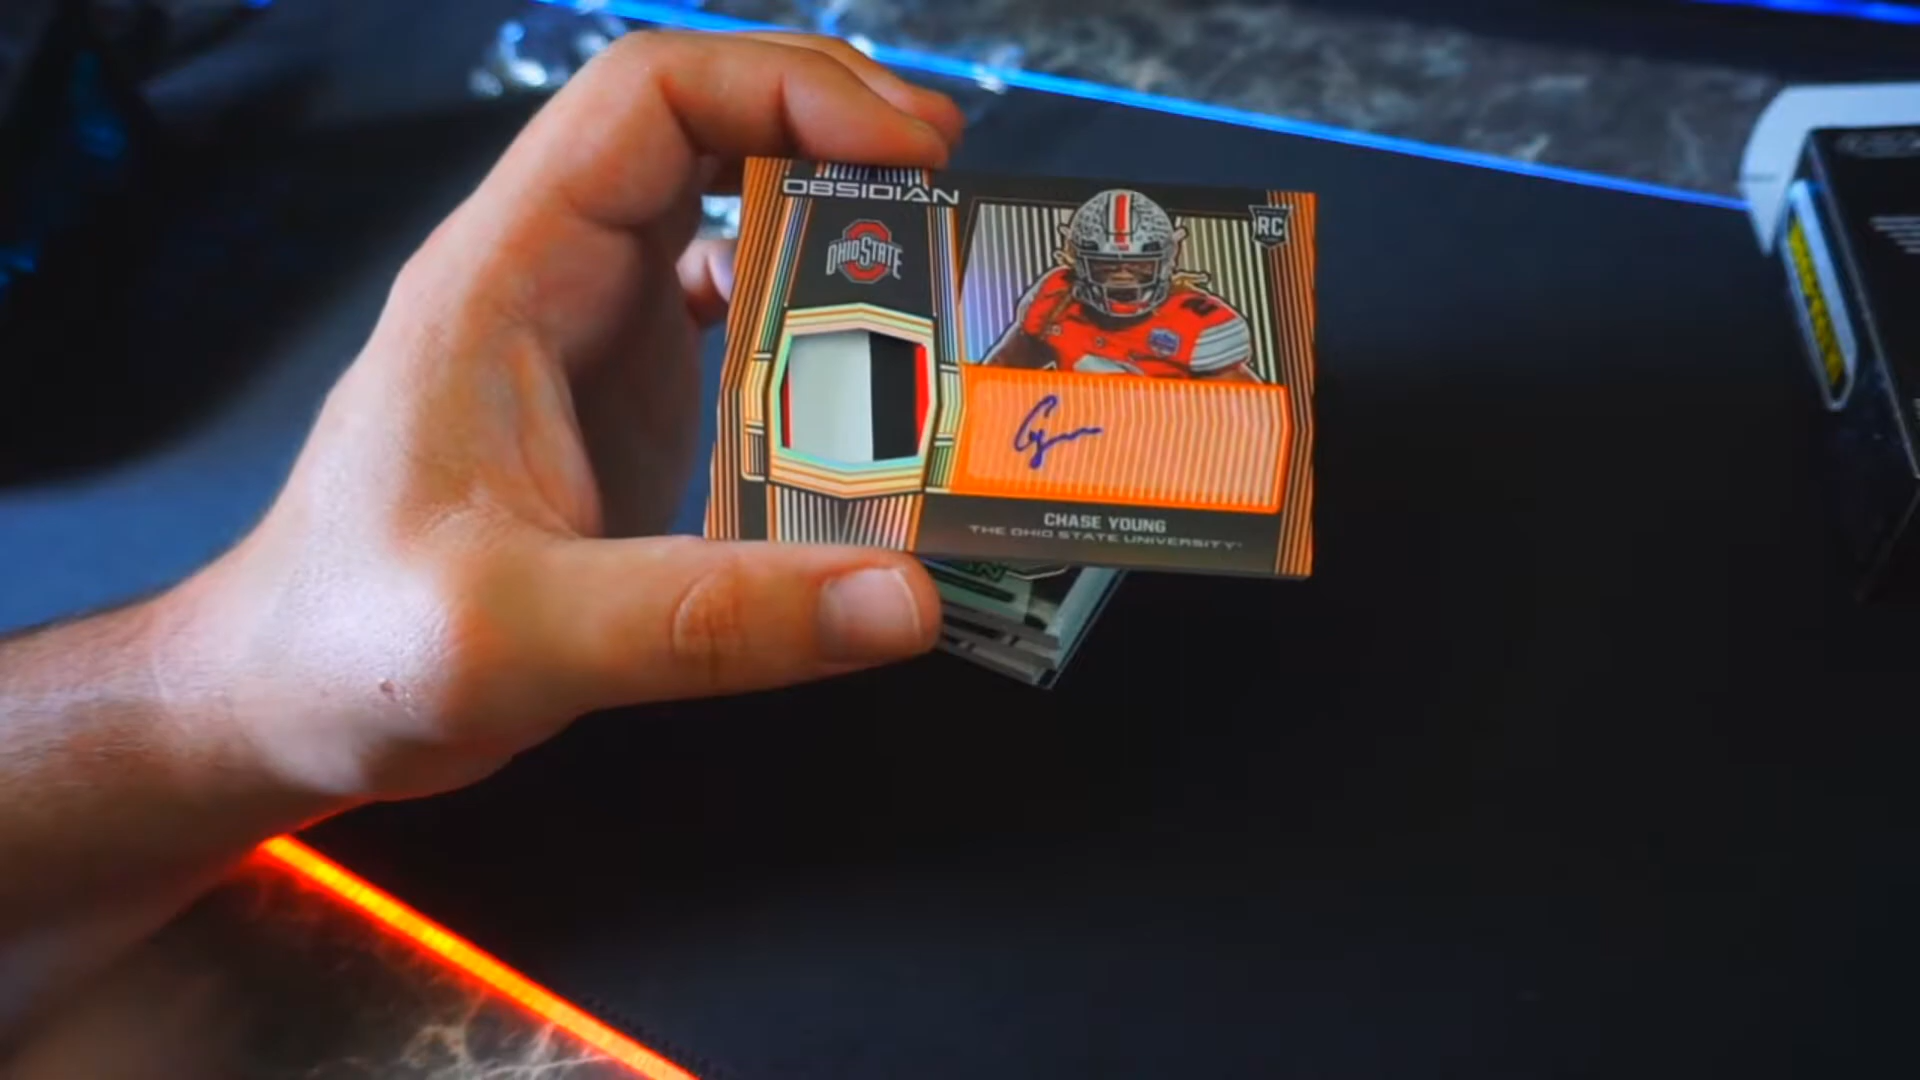 OBSIDIAN
OHIO STATE
RC
CHASE YOUNG
THE OHIO STATE UNIVERSITY